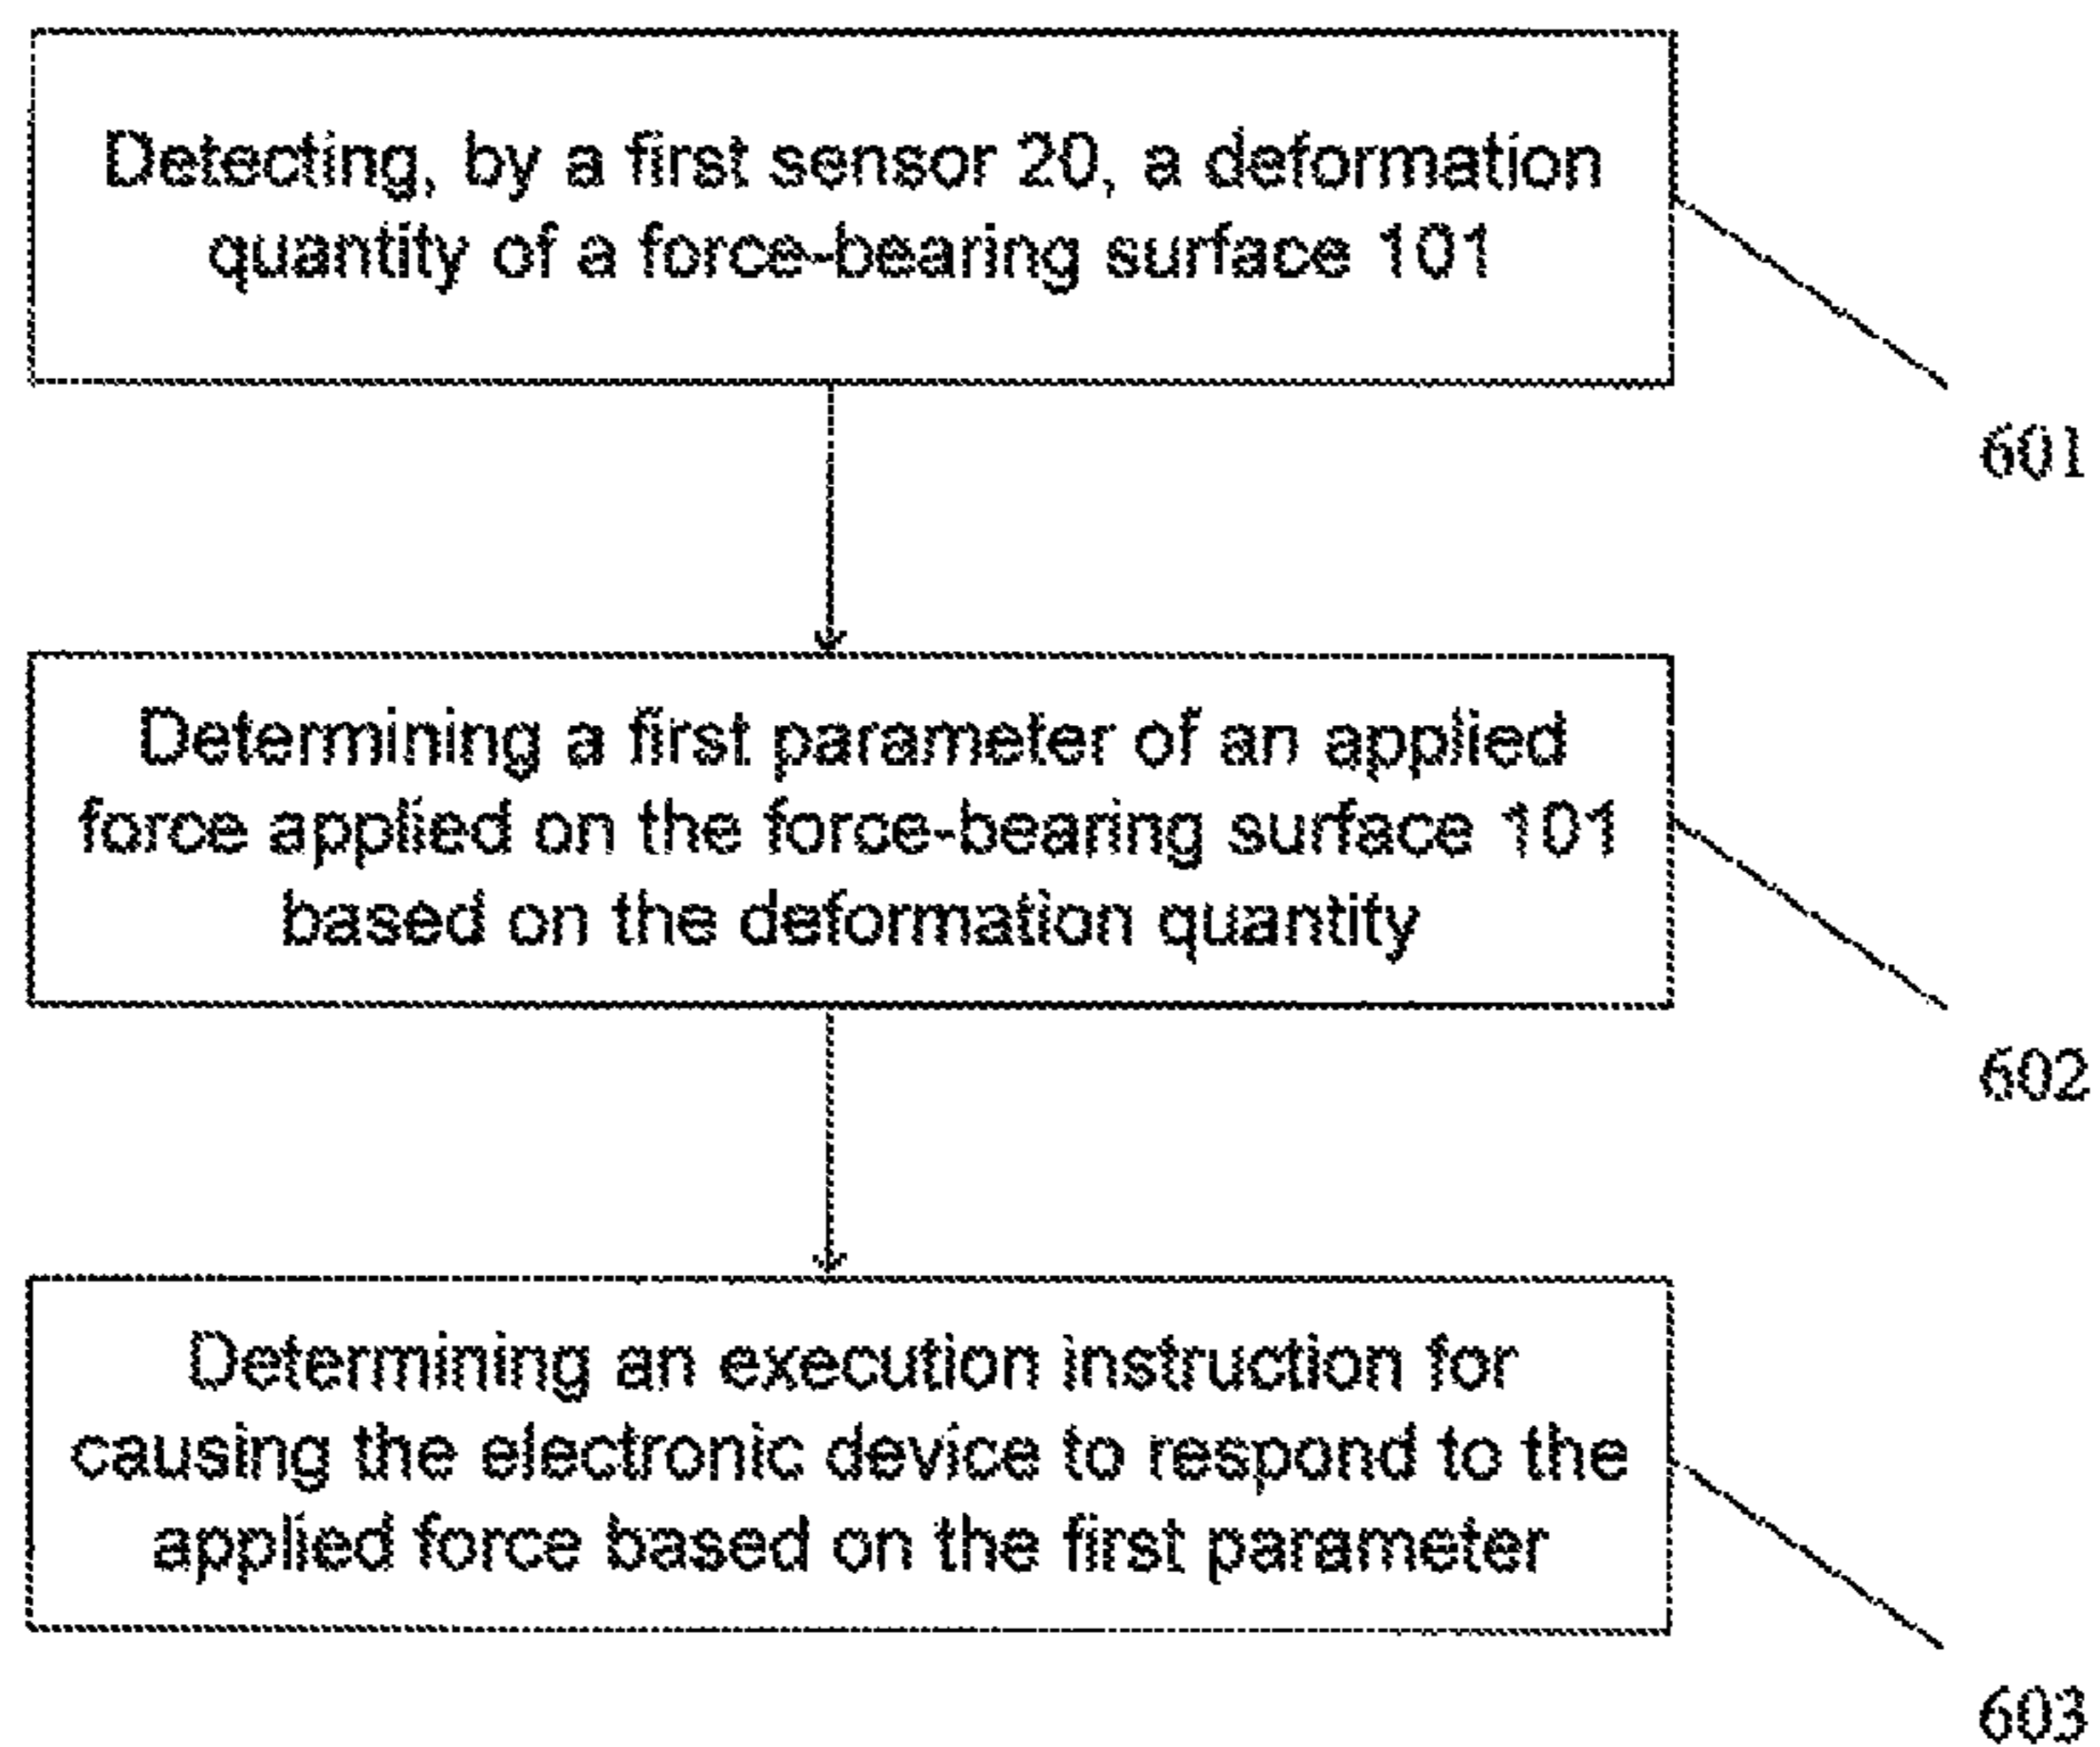 Detecting, by a first sensor 20, a deformation
quantity of a force-bearing surface 101
601
Determining a first parameter of an applied
force applied on the force-bearing surface 101
based on the deformation quantity
602
Determining an execution instruction for
causing the electronic device to respond to the
applied force based on the first parameter
603